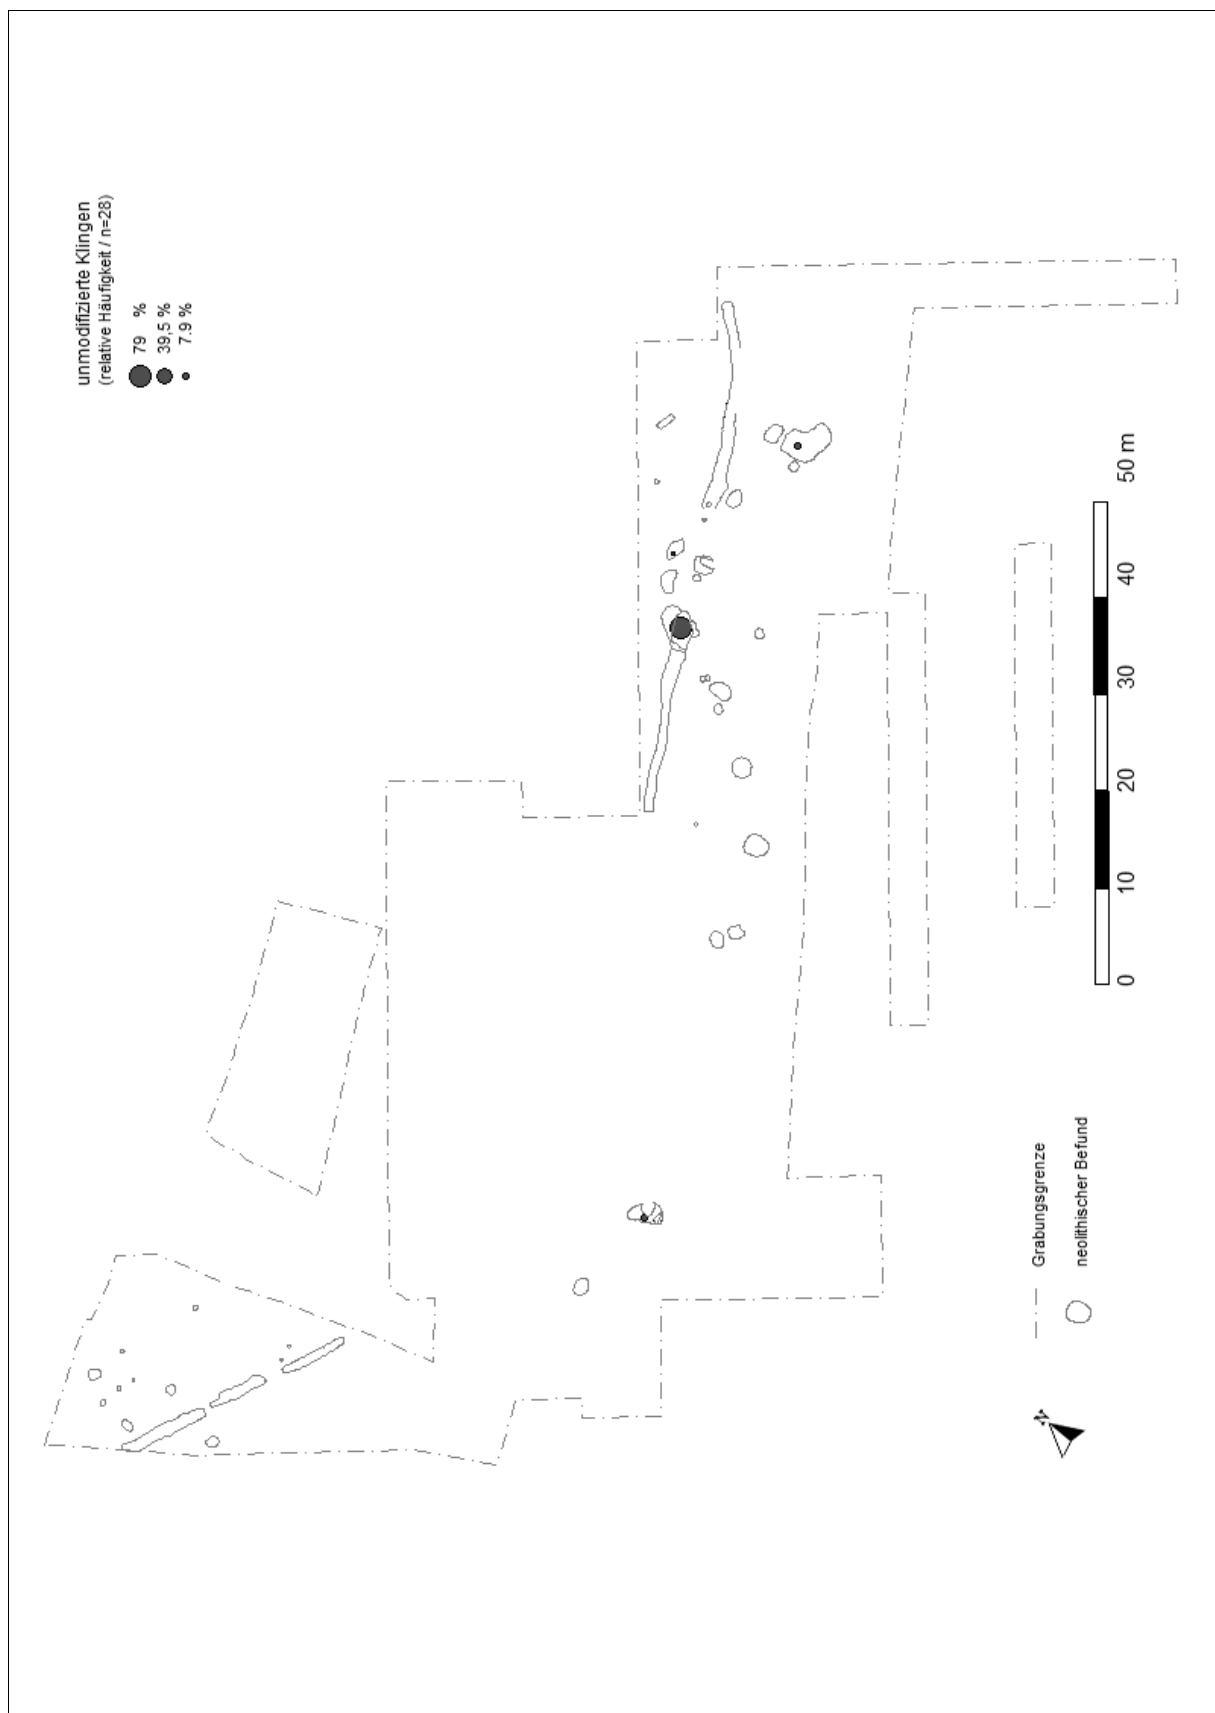 unmodifizierte Klingen
(relative Häufigkeit / n=28)
79 %
39,5 %
7.9 %
0 10 20 30 40 50 m
Grabungsgrenze
neolithischer Befund
N